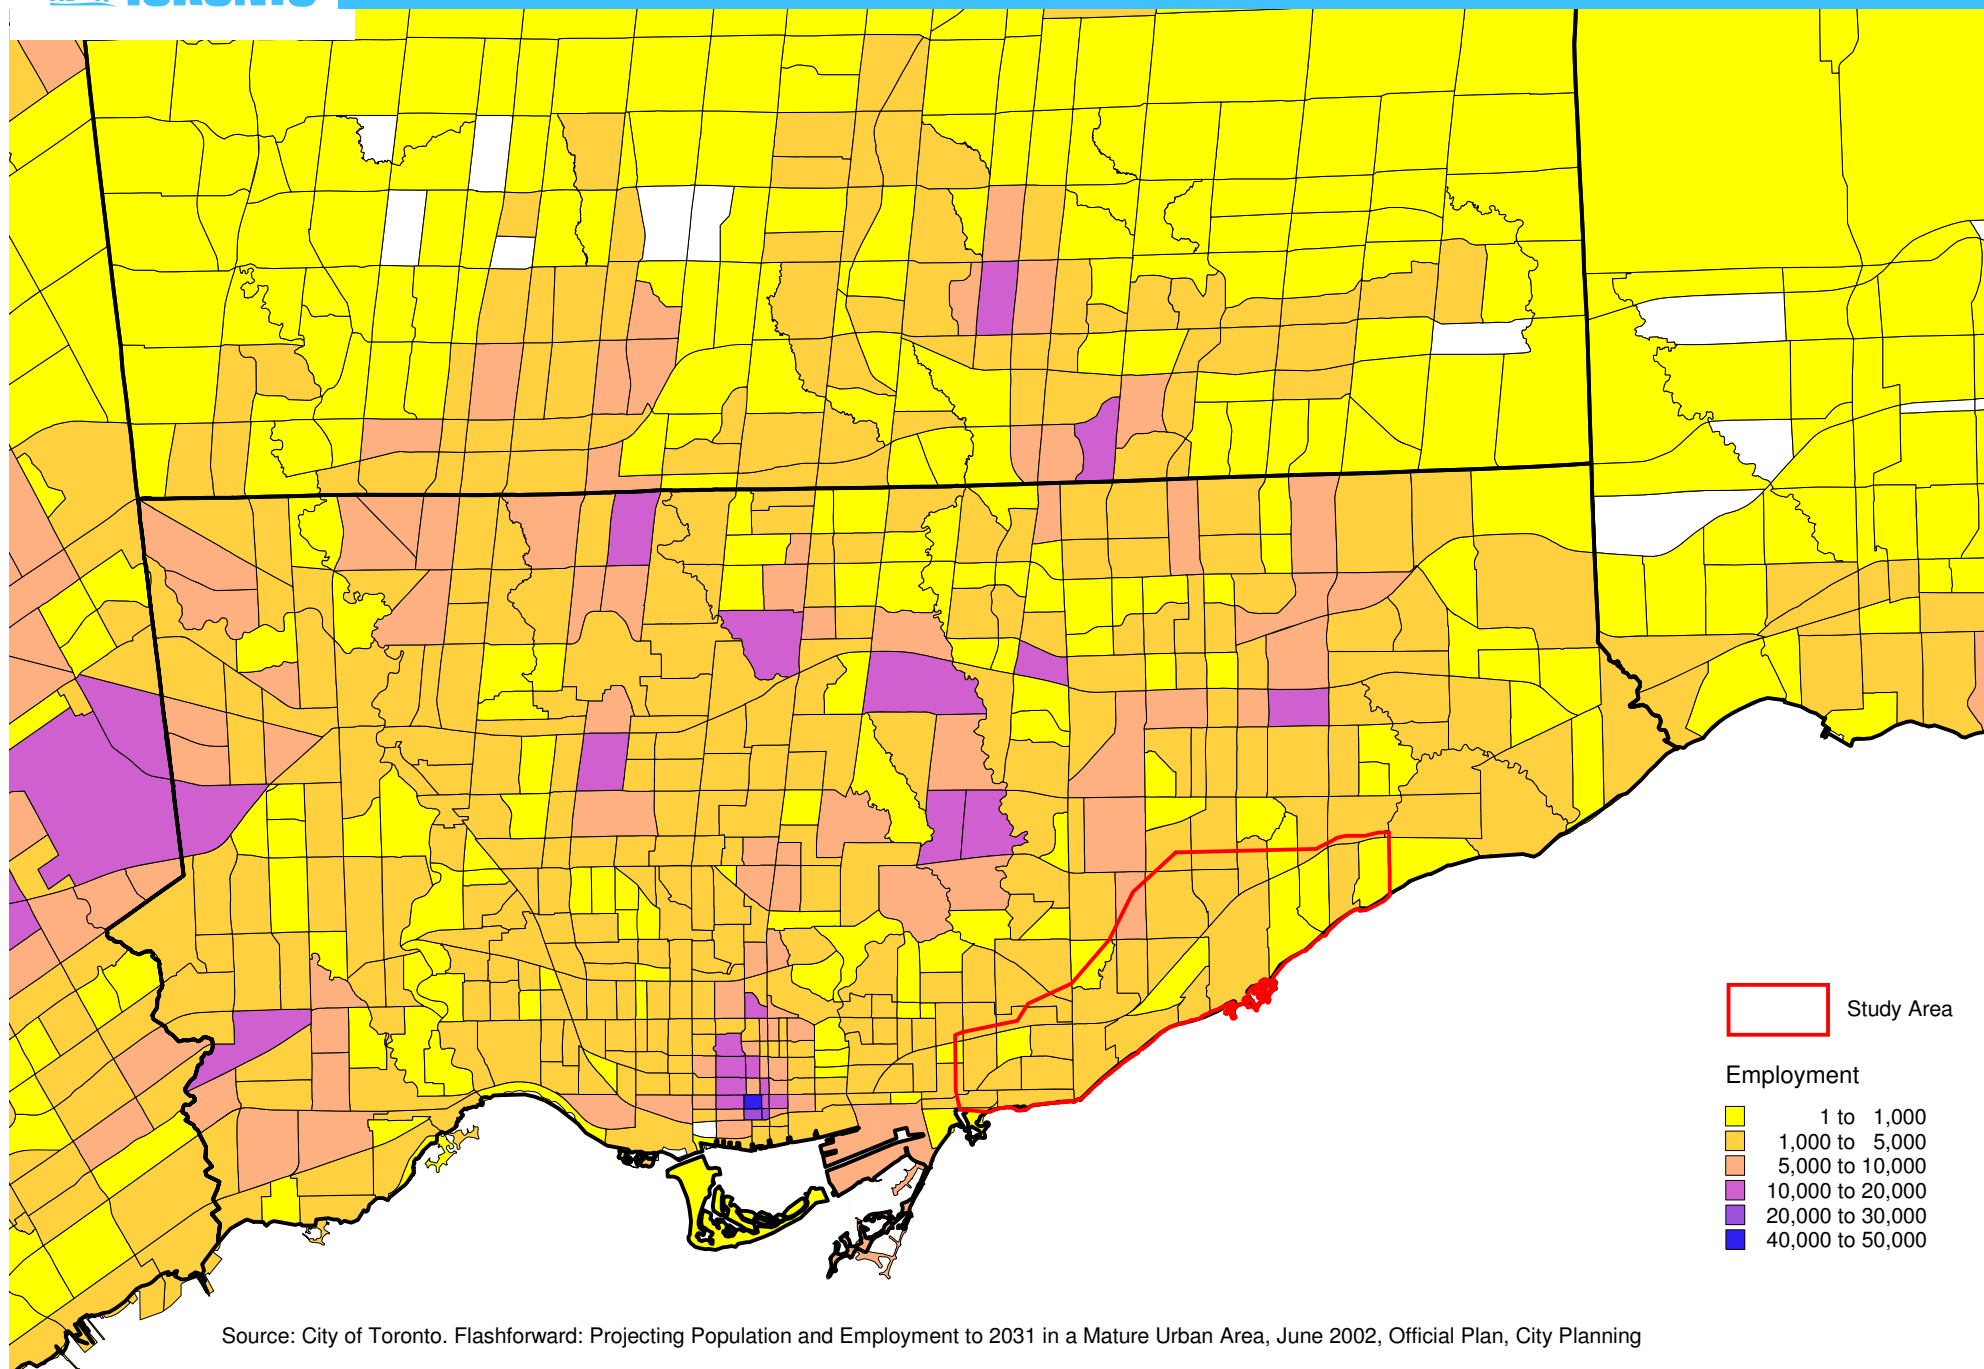 TORONTO
Study Area
Employment
1 to 1,000
1,000 to 5,000
5,000 to 10,000
10,000 to 20,000
20,000 to 30,000
40,000 to 50,000
Source: City of Toronto. Flashforward: Projecting Population and Employment to 2031 in a Mature Urban Area, June 2002, Official Plan, City Planning